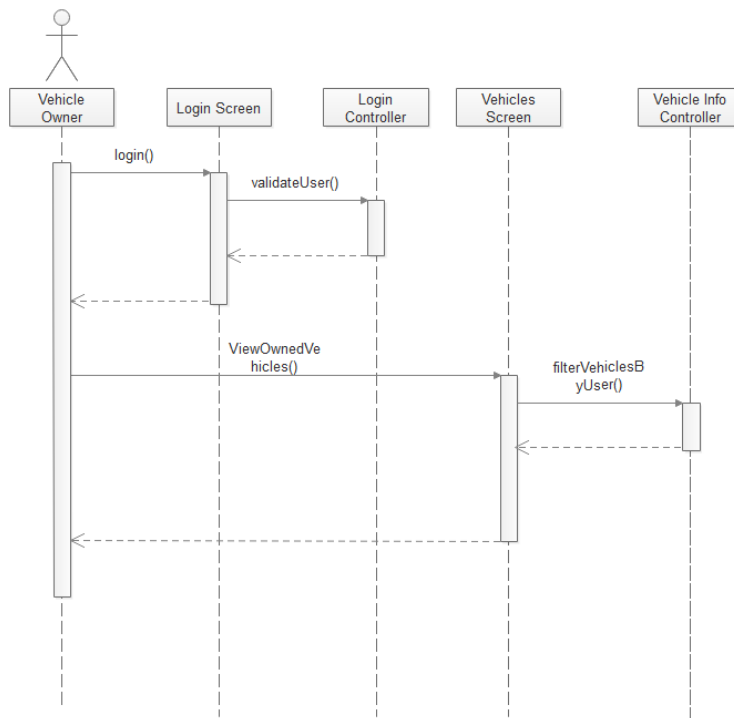 Vehicle
Owner
Login Screen
Login
Controller
Vehicles
Screen
Vehicle Info
Controller
login()
validateUser()
ViewOwnedVe
hicles()
filterVehiclesB
yUser()